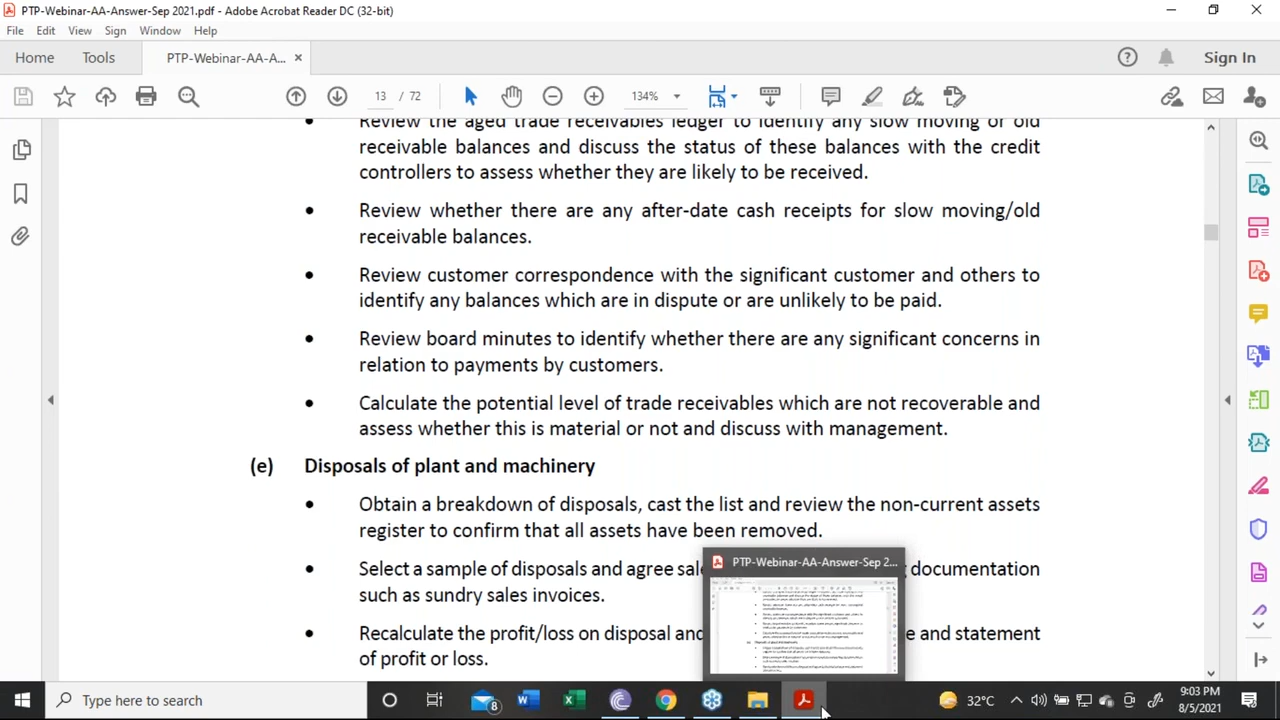 PTP-Webinar-AA-Answer-Sep 2021.pdf - Adobe Acrobat Reader DC (32-bit)
File Edit View Sign Window Help
Home Tools PTP-Webinar-AA-A... Sign In
13 / 72 134%
Review the aged trade receivables ledger to identify any slow moving or old
receivable balances and discuss the status of these balances with the credit
controllers to assess whether they are likely to be received.
• Review whether there are any after-date cash receipts for slow moving/old
receivable balances.
• Review customer correspondence with the significant customer and others to
identify any balances which are in dispute or are unlikely to be paid.
• Review board minutes to identify whether there are any significant concerns in
relation to payments by customers.
• Calculate the potential level of trade receivables which are not recoverable and
assess whether this is material or not and discuss with management.
(e) Disposals of plant and machinery
• Obtain a breakdown of disposals, cast the list and review the non-current assets
register to confirm that all assets have been removed.
PTP-Webinar-AA-Answer-Sep 2...
• Select a sample of disposals and agree documentation
such as sundry sales invoices.
• Recalculate the profit/loss on disposal and and statement
of profit or loss.
Type here to search
8
32°C
9:03 PM
8/5/2021